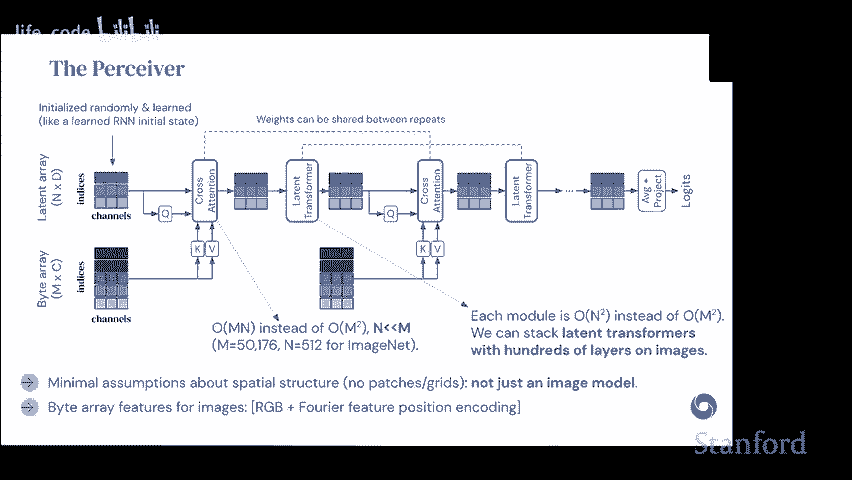 life_code
The Perceiver
Initialized randomly & learned
(like a learned RNN initial state)
Weights can be shared between repeats
Latent array
(N x D)
indices
channels
Q
Cross
Attention
Latent
Transformer
Q
Cross
Attention
Latent
Transformer
...
Avg +
Project
Logits
K V
K V
Byte array
(M x C)
indices
channels
O(MN) instead of O(M²), N<<M
(M=50,176, N=512 for ImageNet).
Each module is O(N²) instead of O(M²).
We can stack latent transformers
with hundreds of layers on images.
Minimal assumptions about spatial structure (no patches/grids): not just an image model.
Byte array features for images: [RGB + Fourier feature position encoding]
Stanford